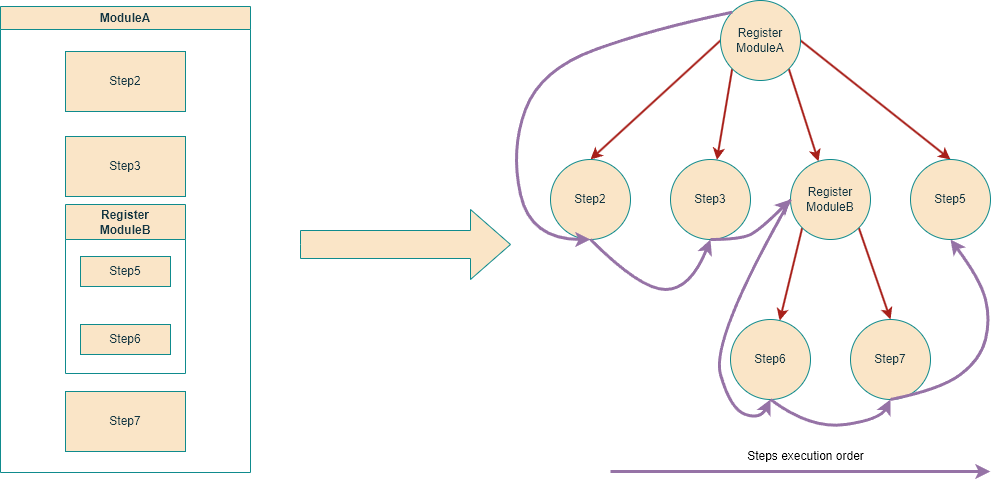 ModuleA
Step2
Step3
Register
ModuleB
Step5
Step6
Step7
Register
ModuleA
Step2
Step3
Register
ModuleB
Step5
Step6
Step7
Steps execution order